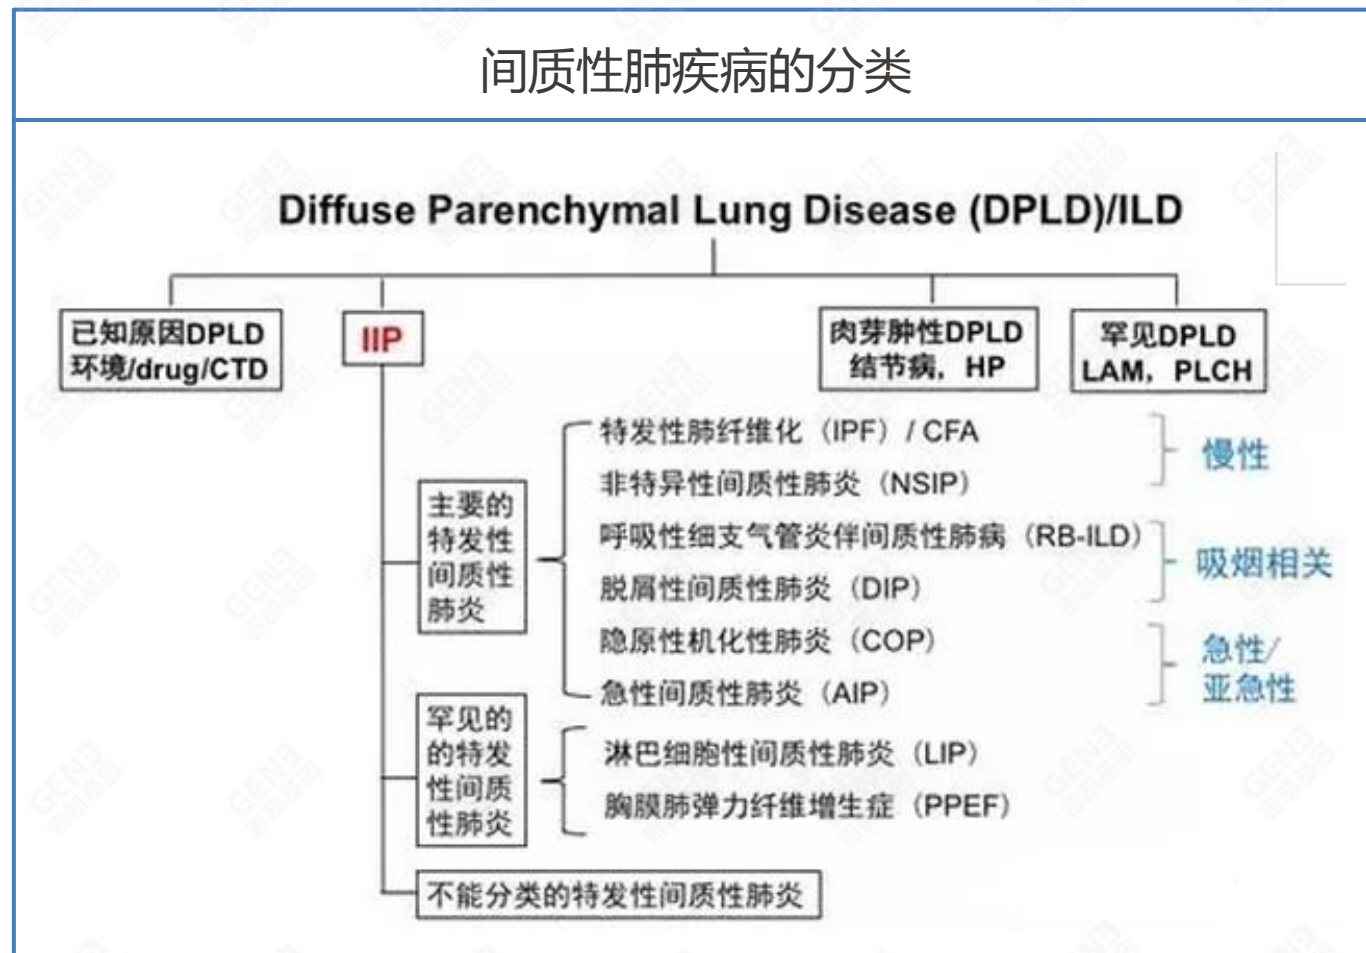 间质性肺疾病的分类
Diffuse Parenchymal Lung Disease (DPLD)/ILD
已知原因DPLD
环境/drug/CTD
IIP
肉芽肿性DPLD
结节病，HP
罕见DPLD
LAM，PLCH
主要的
特发性
间质性
肺炎
特发性肺纤维化（IPF）/ CFA
非特异性间质性肺炎（NSIP）
慢性
呼吸性细支气管炎伴间质性肺病（RB-ILD）
脱屑性间质性肺炎（DIP）
吸烟相关
隐原性机化性肺炎（COP）
急性间质性肺炎（AIP）
急性/
亚急性
罕见的
的特发
性间质
性肺炎
淋巴细胞性间质性肺炎（LIP）
胸膜肺弹力纤维增生症（PPEF）
不能分类的特发性间质性肺炎